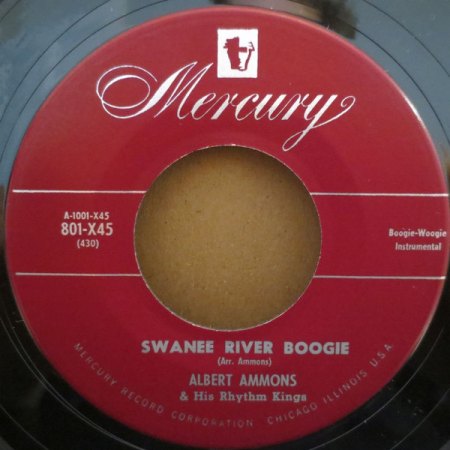 Mercury
A-1001-X45
801-X45
(430)
Boogie-Woogie
Instrumental
SWANEE RIVER BOOGIE
(Arr. Ammons)
ALBERT AMMONS
& His Rhythm Kings
MERCURY RECORD CORPORATION CHICAGO ILLINOIS U.S.A.